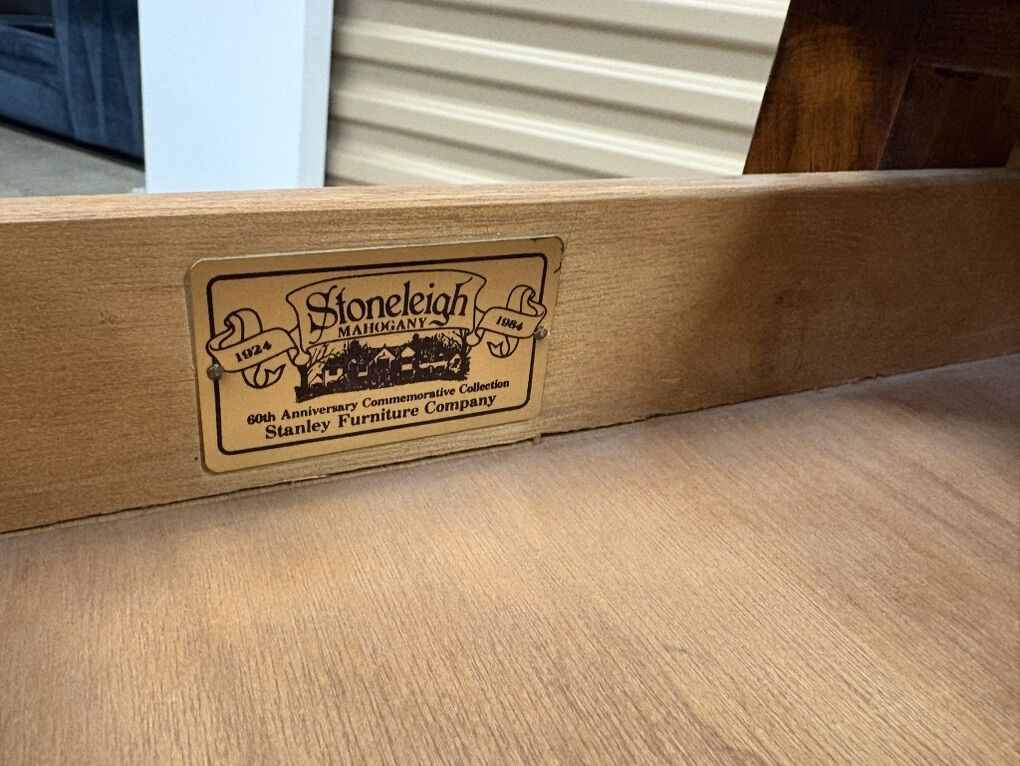 Stoneleigh
MAHOGANY
1924
1984
60th Anniversary Commemorative Collection
Stanley Furniture Company